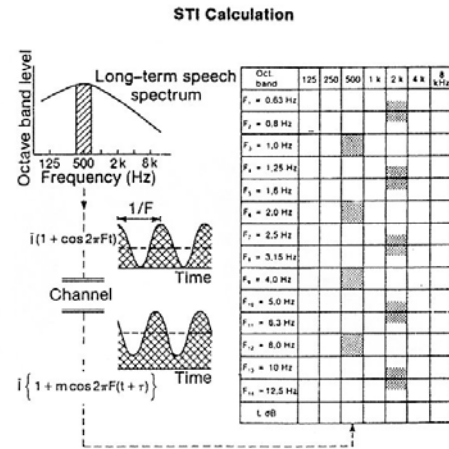 STI Calculation
Octave band level
Long-term speech
spectrum
125 500 2 k 8 k
Frequency (Hz)
1/F
ī (1 + cos 2πFt)
Time
Channel
Time
ī { 1 + m cos 2πF(t + τ) }
Oct. band 125 250 500 1 k 2 k 4 k 8 kHz
F₁ = 0.63 Hz
F₂ = 0.8 Hz
F₃ = 1,0 Hz
F₄ = 1,25 Hz
F₅ = 1,6 Hz
F₆ = 2,0 Hz
F₇ = 2,5 Hz
F₈ = 3,15 Hz
F₉ = 4,0 Hz
F₁₀ = 5,0 Hz
F₁₁ = 6,3 Hz
F₁₂ = 8,0 Hz
F₁₃ = 10 Hz
F₁₄ = 12,5 Hz
L dB